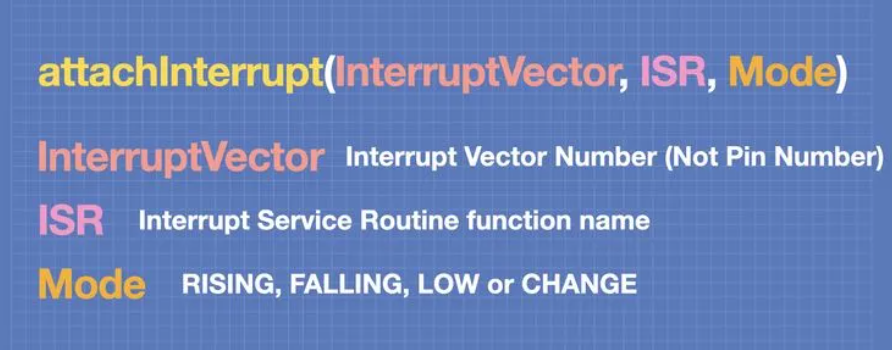 attachInterrupt(InterruptVector, ISR, Mode)
InterruptVector Interrupt Vector Number (Not Pin Number)
ISR Interrupt Service Routine function name
Mode RISING, FALLING, LOW or CHANGE